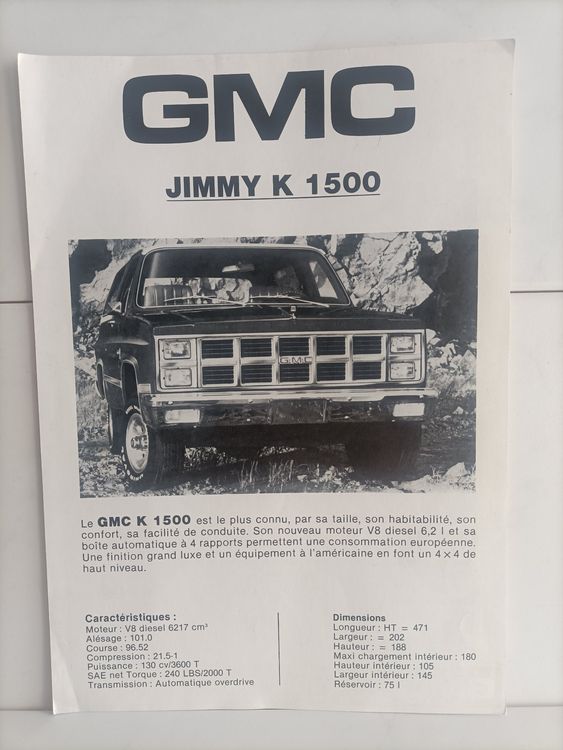 GMC
JIMMY K 1500
GMC
Le GMC K 1500 est le plus connu, par sa taille, son habitabilité, son
confort, sa facilité de conduite. Son nouveau moteur V8 diesel 6,2 l et sa
boîte automatique à 4 rapports permettent une consommation européenne.
Une finition grand luxe et un équipement à l'américaine en font un 4×4 de
haut niveau.
Caractéristiques :
Moteur : V8 diesel 6217 cm³
Alésage : 101.0
Course : 96.52
Compression : 21.5-1
Puissance : 130 cv/3600 T
SAE net Torque : 240 LBS/2000 T
Transmission : Automatique overdrive
Dimensions
Longueur : HT = 471
Largeur : = 202
Hauteur : = 188
Maxi chargement intérieur : 180
Hauteur intérieur : 105
Largeur intérieur : 145
Réservoir : 75 l